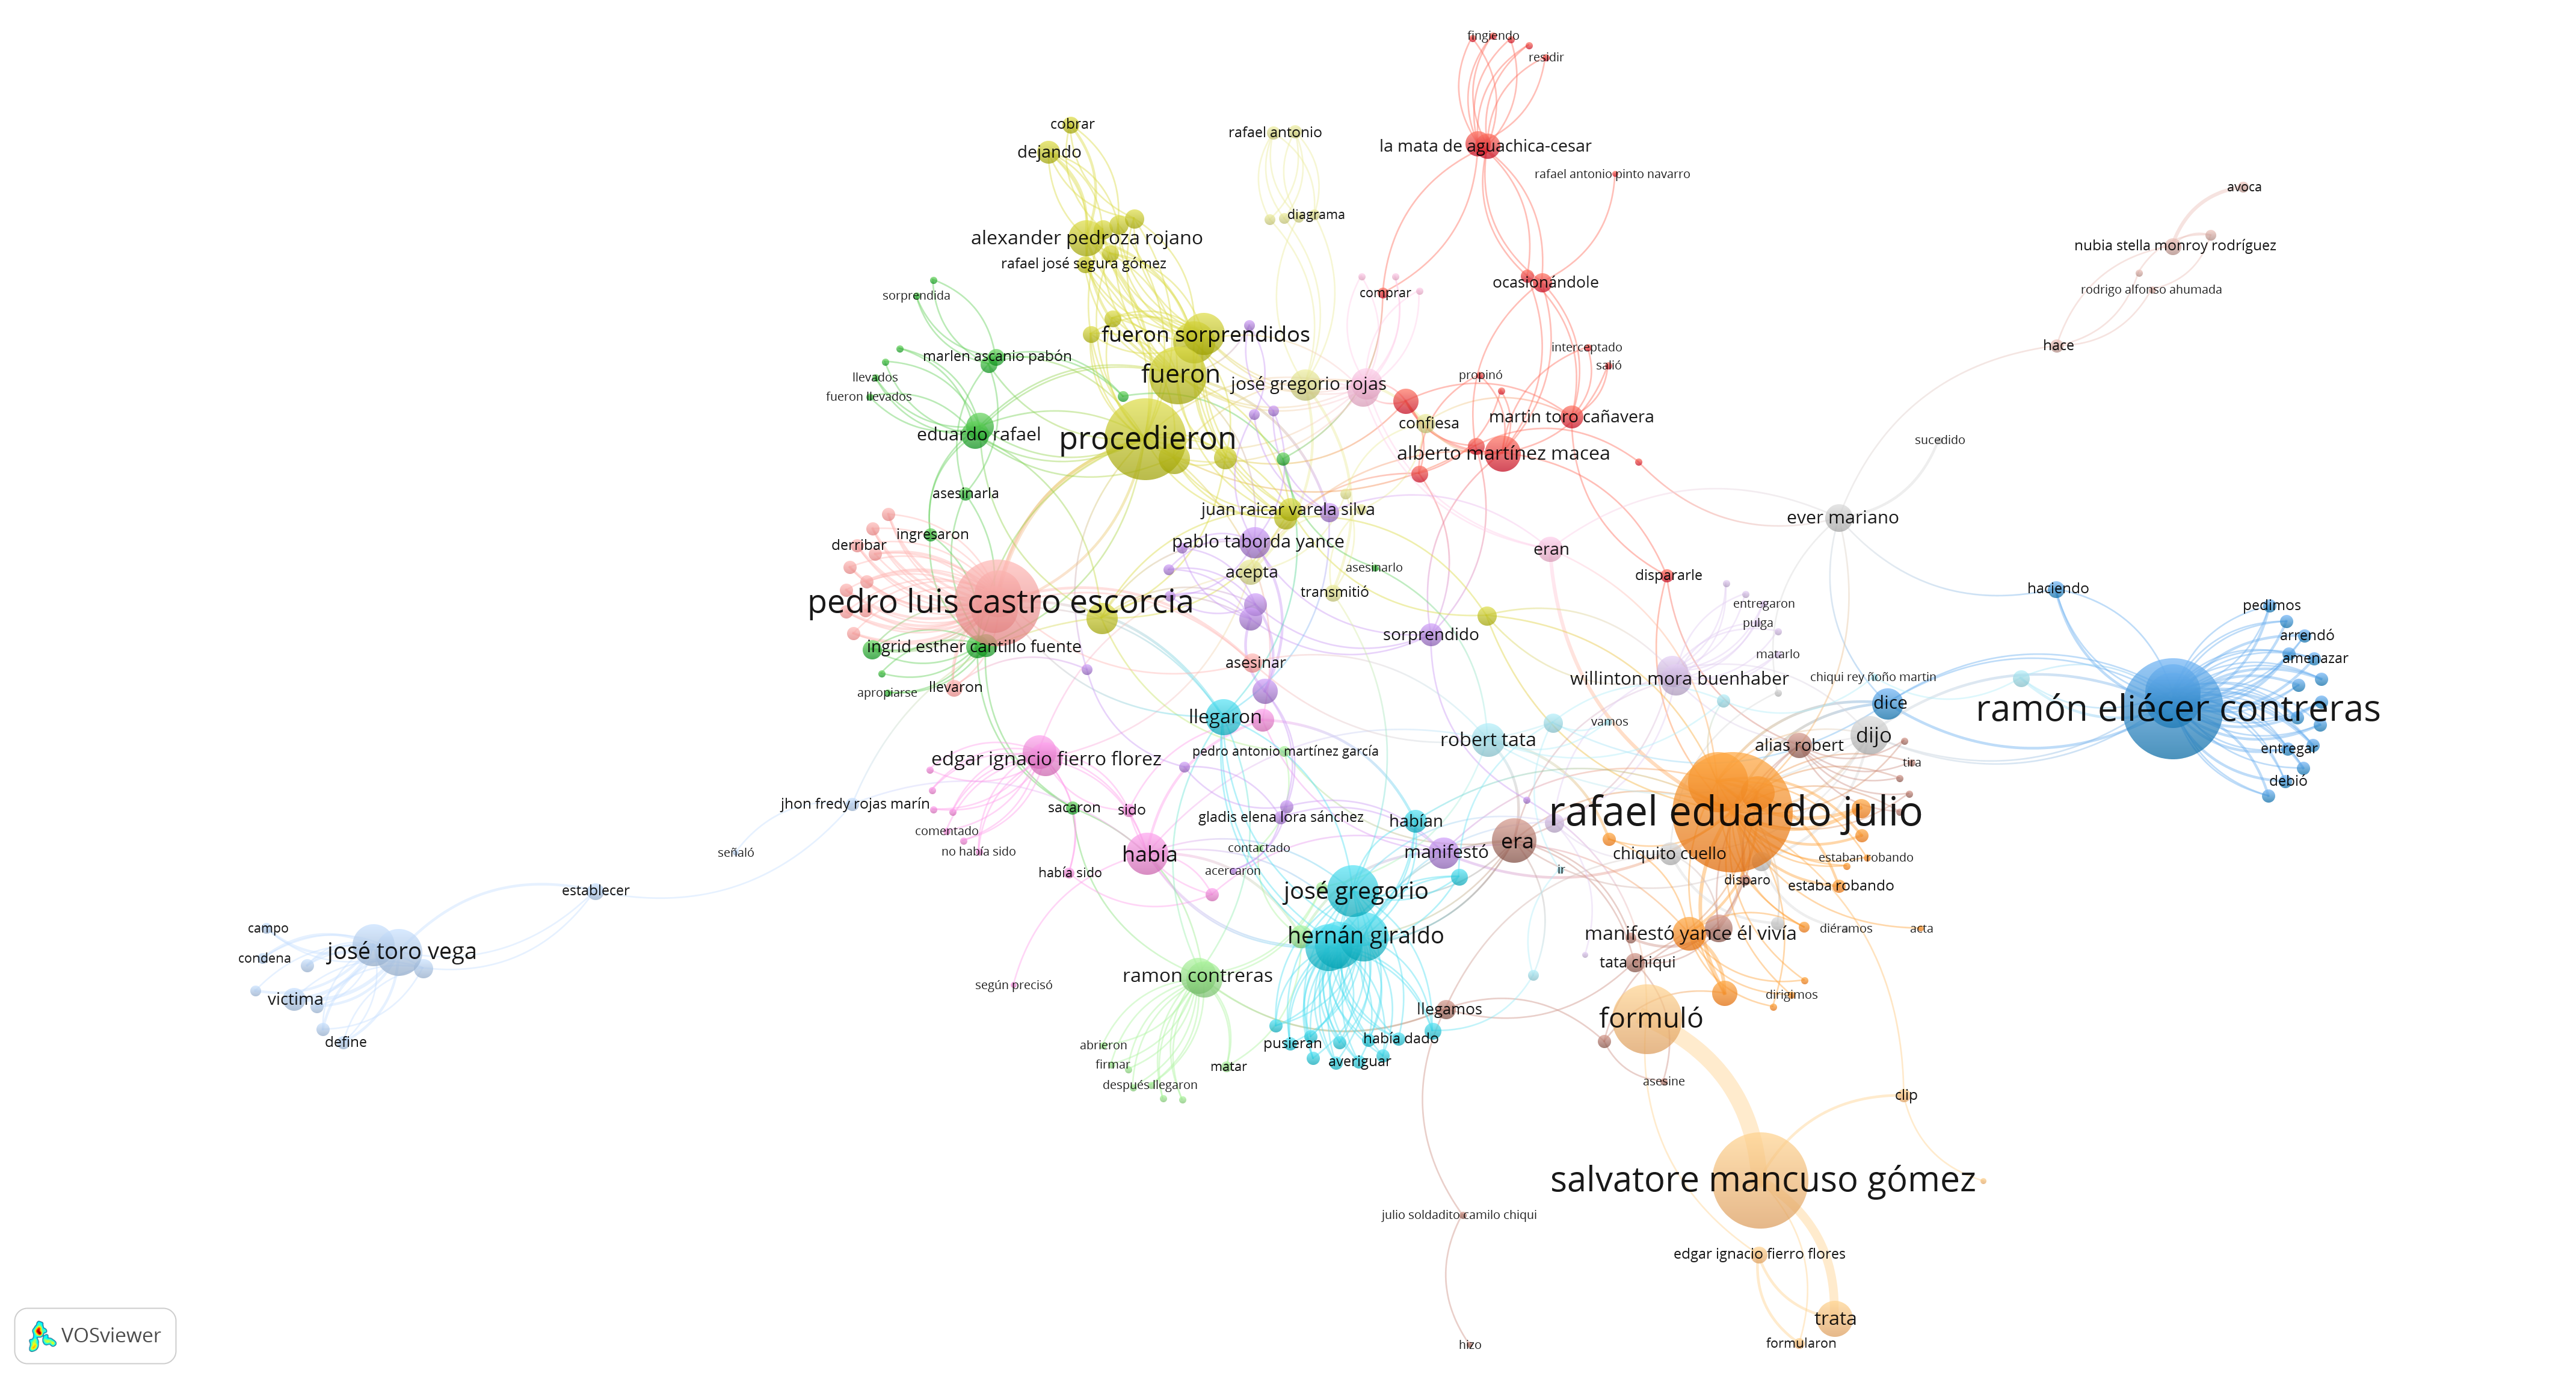 fingiendo
residir
cobrar
rafael antonio
la mata de aguachica-cesar
dejando
rafael antonio pinto navarro
avoca
diagrama
alexander pedroza rojano
nubia stella monroy rodríguez
rafael josé segura gómez
ocasionándole
rodrigo alfonso ahumada
comprar
sorprendida
fueron sorprendidos
hace
interceptado
marlen ascanio pabón
salió
fueron
propinó
llevados
josé gregorio rojas
fueron llevados
martin toro cañavera
confiesa
eduardo rafael
procedieron
sucedido
alberto martínez macea
asesinarla
juan raicar varela silva
ever mariano
ingresaron
pablo taborda yance
derribar
eran
asesinarlo
acepta
dispararle
haciendo
transmitió
pedro luis castro escorcia
entregaron
pedimos
pulga
sorprendido
arrendó
ingrid esther cantillo fuente
matarlo
amenazar
asesinar
willinton mora buenhaber
chiqui rey ñoño martin
llevaron
apropiarse
dice
ramón eliécer contreras
llegaron
vamos
dijo
robert tata
alias robert
entregar
pedro antonio martínez garcía
edgar ignacio fierro florez
tira
debió
jhon fredy rojas marín
sacaron
sido
rafael eduardo julio
gladis elena lora sánchez
habían
comentado
era
contactado
no había sido
señaló
había
manifestó
chiquito cuello
estaban robando
había sido
acercaron
ir
disparo
estaba robando
establecer
josé gregorio
campo
diéramos
acta
hernán giraldo
manifestó yance él vivía
josé toro vega
condena
tata chiqui
ramon contreras
según precisó
dirigimos
victima
llegamos
formuló
había dado
define
pusieran
abrieron
averiguar
firmar
matar
asesine
después llegaron
clip
salvatore mancuso gómez
julio soldadito camilo chiqui
edgar ignacio fierro flores
trata
formularon
hizo
VOSviewer